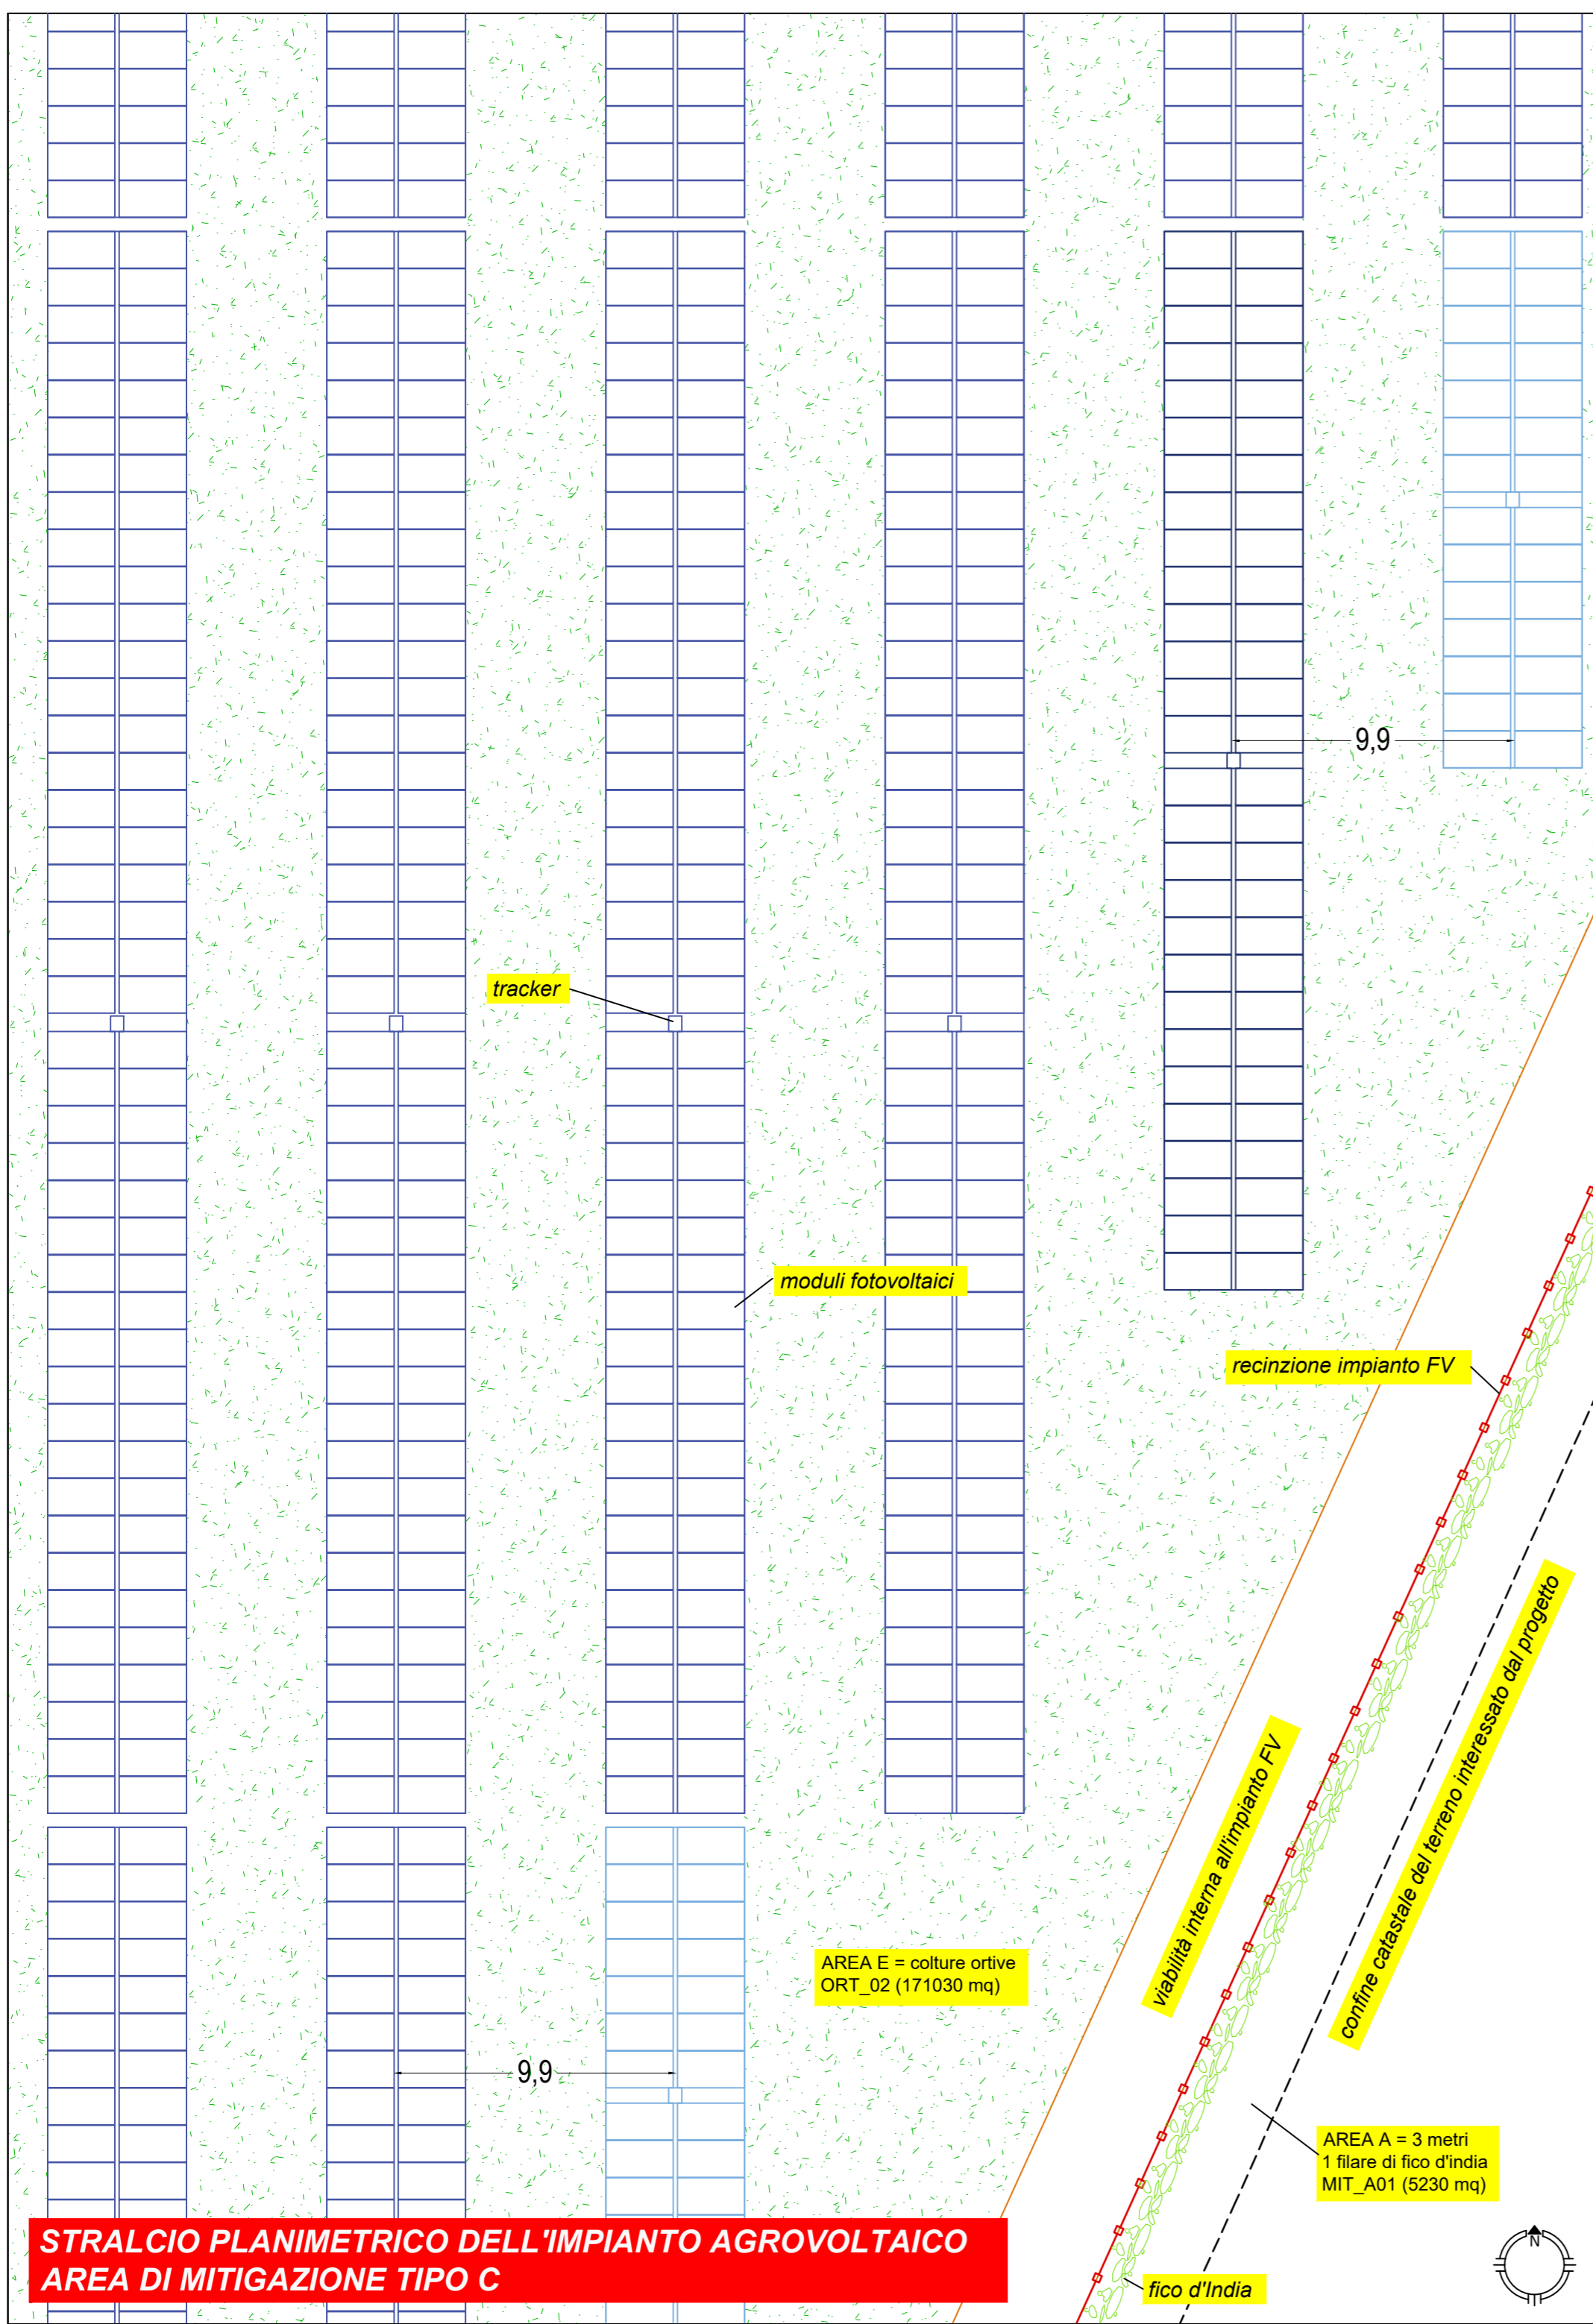 9,9
tracker
moduli fotovoltaici
recinzione impianto FV
viabilità interna all'impianto FV
confine catastale del terreno interessato dal progetto
AREA E = colture ortive
ORT_02 (171030 mq)
9,9
AREA A = 3 metri
1 filare di fico d'india
MIT_A01 (5230 mq)
STRALCIO PLANIMETRICO DELL'IMPIANTO AGROVOLTAICO
AREA DI MITIGAZIONE TIPO C
N
fico d'India